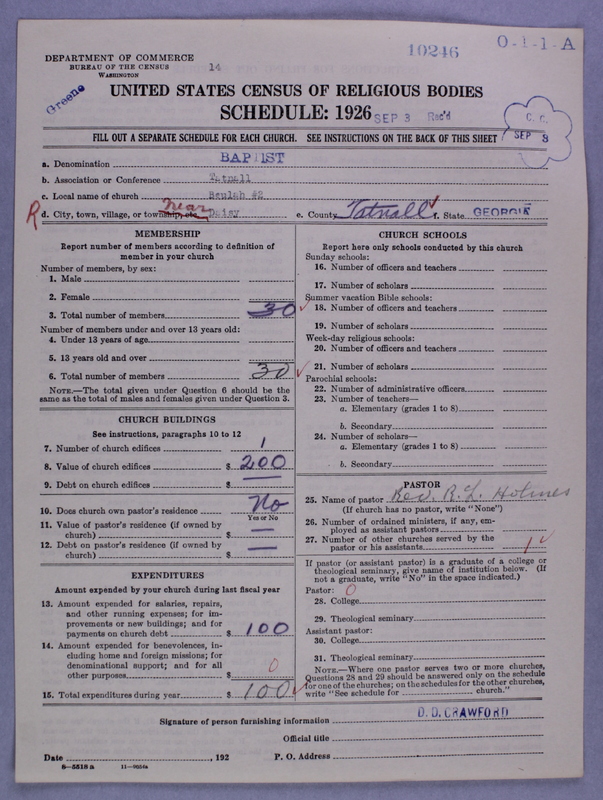 10246
O-1-1-A
DEPARTMENT OF COMMERCE
BUREAU OF THE CENSUS
WASHINGTON
14
Greene
UNITED STATES CENSUS OF RELIGIOUS BODIES
SCHEDULE: 1926
SEP 3 Rec'd
C. C.
SEP 3
FILL OUT A SEPARATE SCHEDULE FOR EACH CHURCH. SEE INSTRUCTIONS ON THE BACK OF THIS SHEET
a. Denomination BAPTIST
b. Association or Conference Tatnall
c. Local name of church Beulah #2
R d. City, town, village, or township, etc. near Daisy e. County Tatnall f. State GEORGIA
MEMBERSHIP
Report number of members according to definition of
member in your church
Number of members, by sex:
1. Male
2. Female
3. Total number of members 30
Number of members under and over 13 years old:
4. Under 13 years of age
5. 13 years old and over
6. Total number of members 30
NOTE.—The total given under Question 6 should be the
same as the total of males and females given under Question 3.
CHURCH BUILDINGS
See instructions, paragraphs 10 to 12
7. Number of church edifices 1
8. Value of church edifices $ 200
9. Debt on church edifices $ —
10. Does church own pastor's residence No
Yes or No
11. Value of pastor's residence (if owned by
church) $ —
12. Debt on pastor's residence (if owned by
church) $ —
EXPENDITURES
Amount expended by your church during last fiscal year
13. Amount expended for salaries, repairs,
and other running expenses; for im-
provements or new buildings; and for
payments on church debt $ 100
14. Amount expended for benevolences, in-
cluding home and foreign missions; for
denominational support; and for all
other purposes $ 0
15. Total expenditures during year $ 100
CHURCH SCHOOLS
Report here only schools conducted by this church
Sunday schools:
16. Number of officers and teachers
17. Number of scholars
Summer vacation Bible schools:
18. Number of officers and teachers
19. Number of scholars
Week-day religious schools:
20. Number of officers and teachers
21. Number of scholars
Parochial schools:
22. Number of administrative officers
23. Number of teachers—
a. Elementary (grades 1 to 8)
b. Secondary
24. Number of scholars—
a. Elementary (grades 1 to 8)
b. Secondary
PASTOR
25. Name of pastor Rev. R. L. Holmes
(If church has no pastor, write "None")
26. Number of ordained ministers, if any, em-
ployed as assistant pastors
27. Number of other churches served by the
pastor or his assistants 1
If pastor (or assistant pastor) is a graduate of a college or
theological seminary, give name of institution below. (If
not a graduate, write "No" in the space indicated.)
Pastor: 0
28. College
29. Theological seminary
Assistant pastor:
30. College
31. Theological seminary
NOTE.—Where one pastor serves two or more churches,
Questions 28 and 29 should be answered only on the schedule
for one of the churches; on the schedules for the other churches,
write "See schedule for church."
Signature of person furnishing information D. D. CRAWFORD
Official title
Date , 192 P. O. Address
8—5518 a